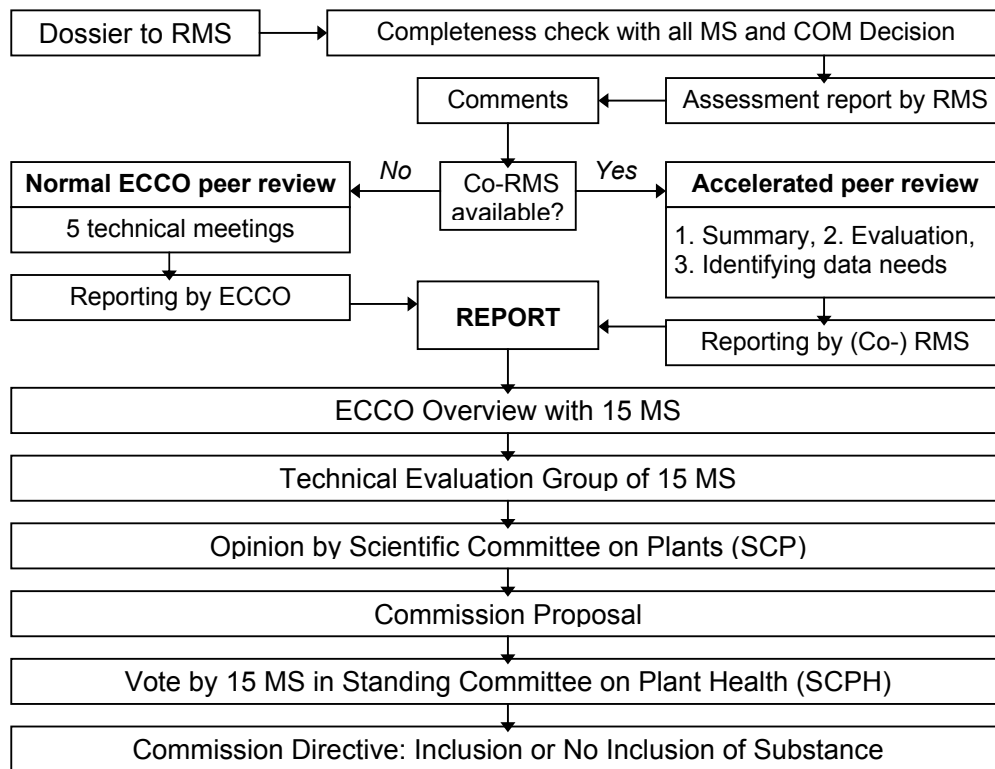 Dossier to RMS
Completeness check with all MS and COM Decision
Comments
Assessment report by RMS
No
Yes
Normal ECCO peer review
5 technical meetings
Co-RMS
available?
Accelerated peer review
1. Summary, 2. Evaluation,
3. Identifying data needs
Reporting by ECCO
REPORT
Reporting by (Co-) RMS
ECCO Overview with 15 MS
Technical Evaluation Group of 15 MS
Opinion by Scientific Committee on Plants (SCP)
Commission Proposal
Vote by 15 MS in Standing Committee on Plant Health (SCPH)
Commission Directive: Inclusion or No Inclusion of Substance